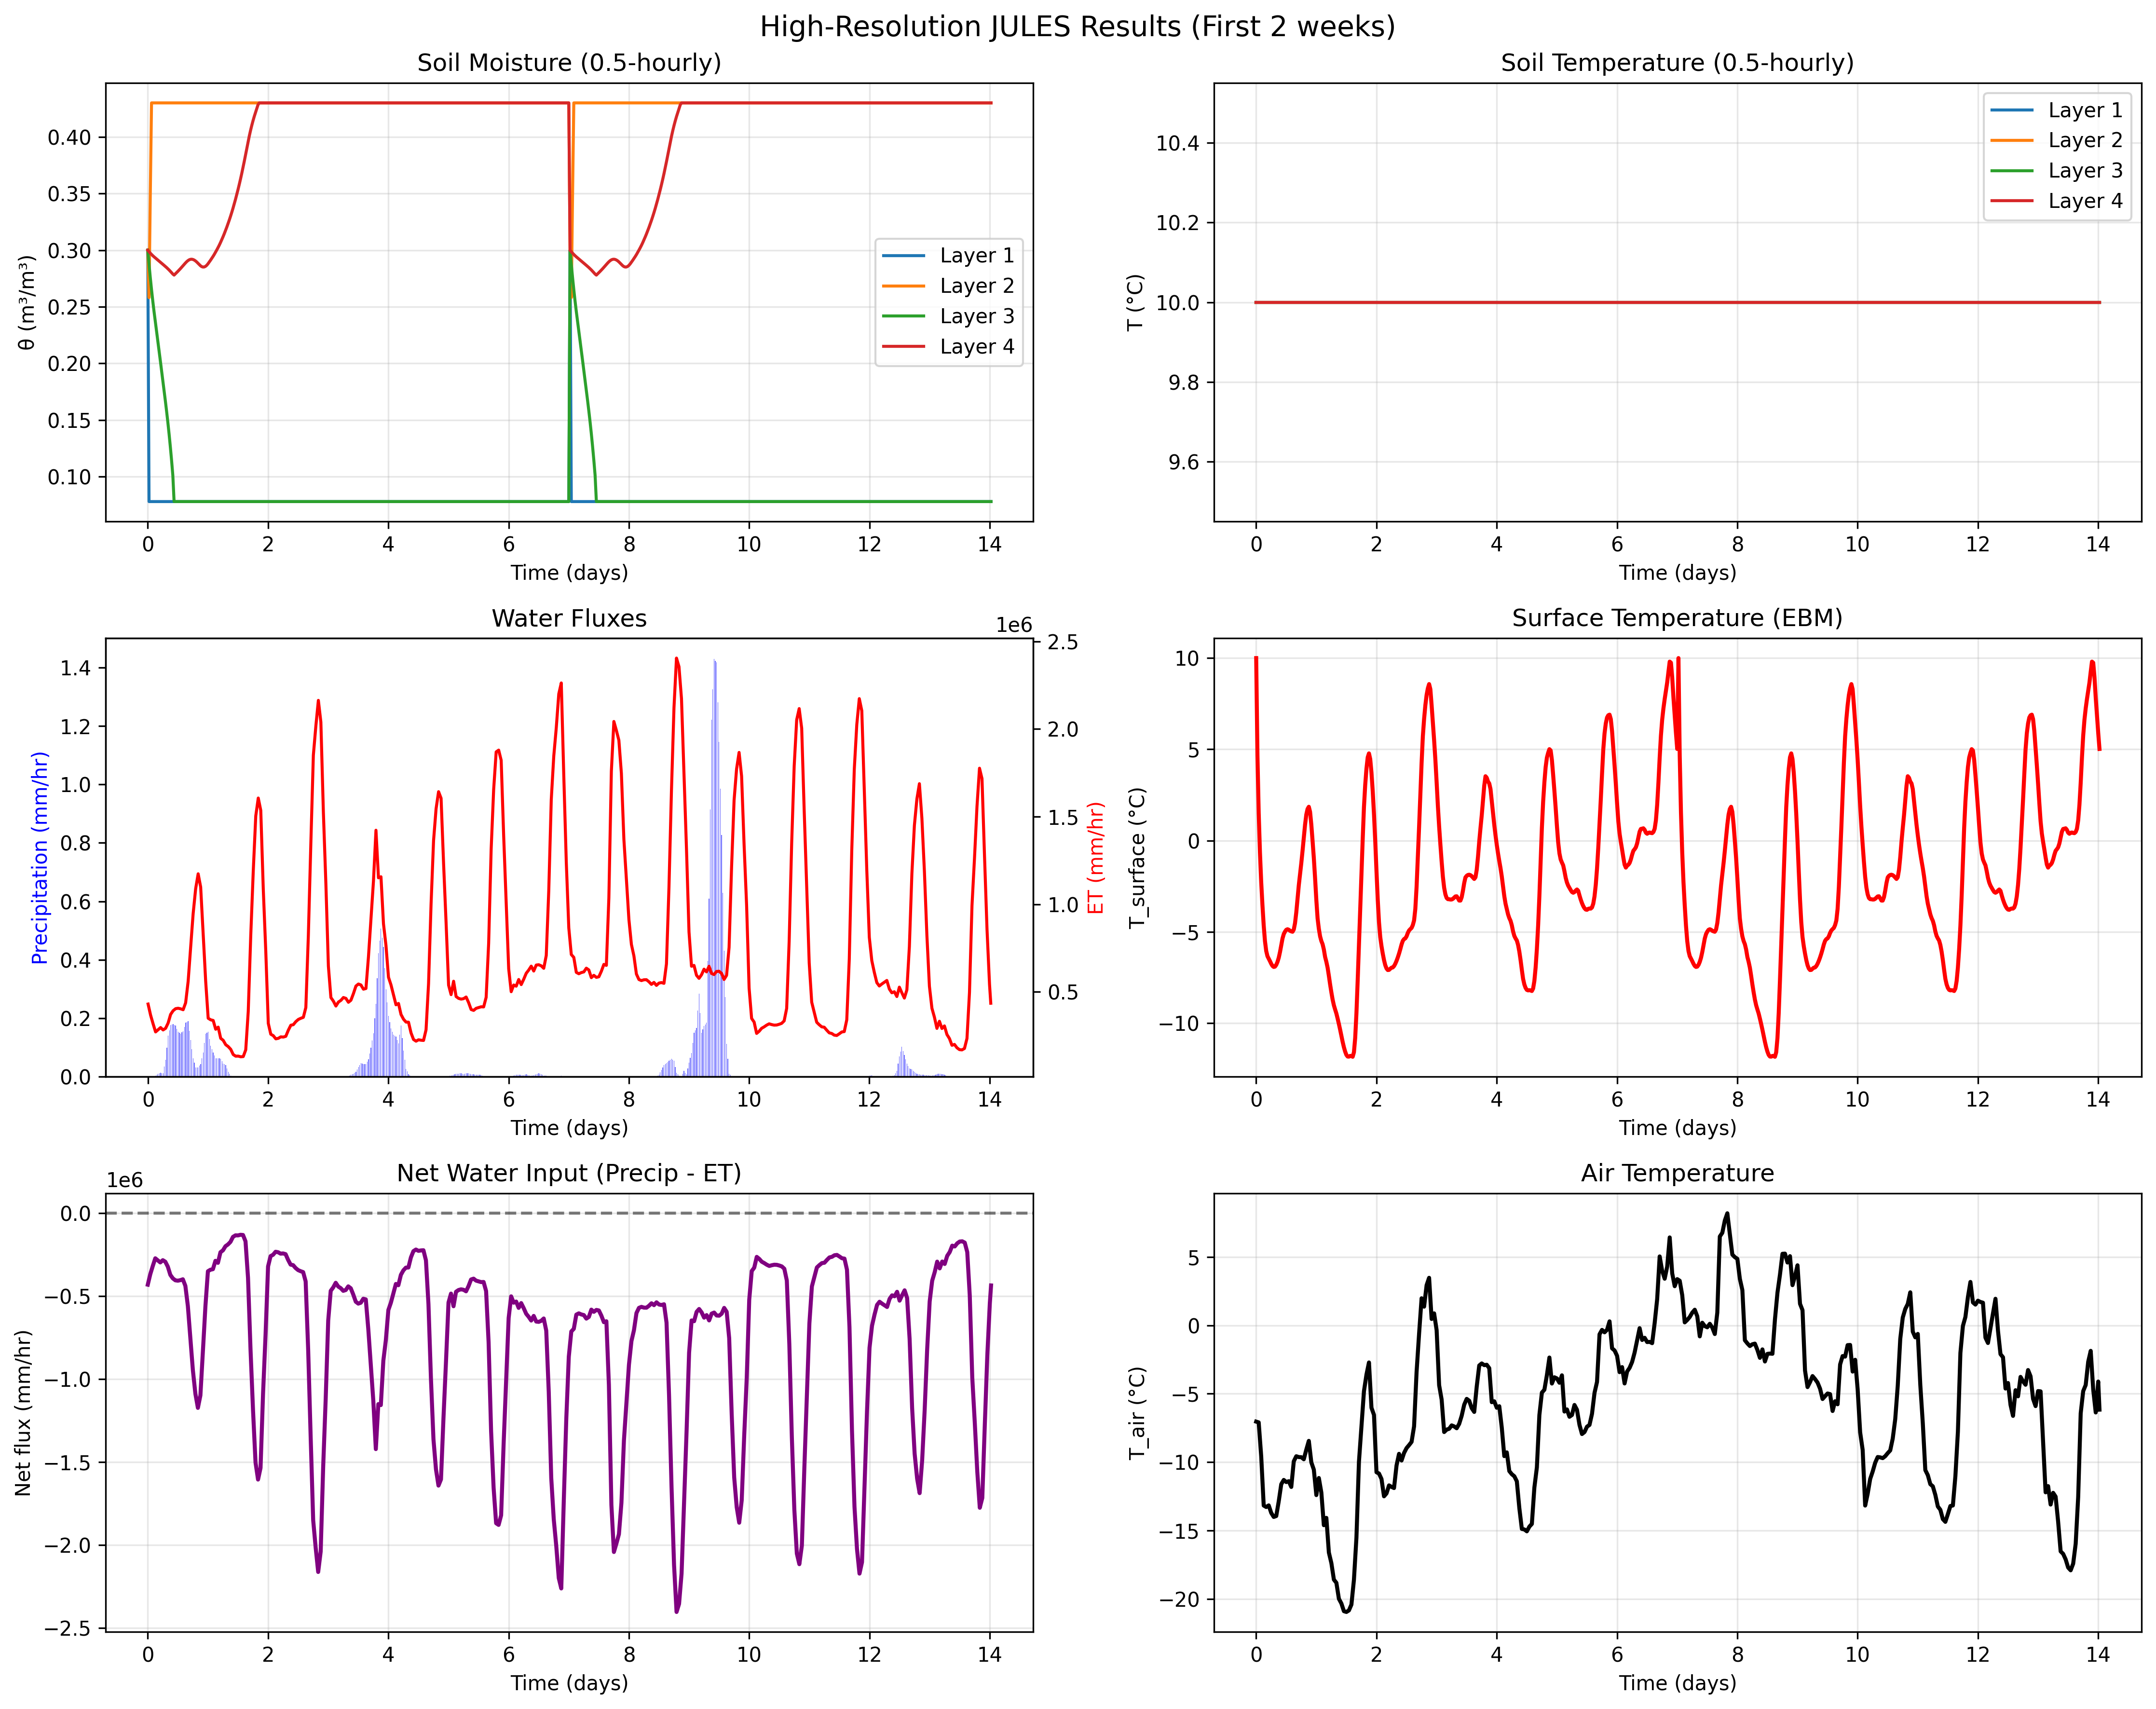 High-Resolution JULES Results (First 2 weeks)
Soil Moisture (0.5-hourly)
θ (m³/m³)
0.40
0.35
0.30
0.25
0.20
0.15
0.10
Layer 1
Layer 2
Layer 3
Layer 4
0 2 4 6 8 10 12 14
Time (days)
Soil Temperature (0.5-hourly)
T (°C)
10.4
10.2
10.0
9.8
9.6
Layer 1
Layer 2
Layer 3
Layer 4
0 2 4 6 8 10 12 14
Time (days)
Water Fluxes
1e6
Precipitation (mm/hr)
1.4
1.2
1.0
0.8
0.6
0.4
0.2
0.0
2.5
2.0
1.5
1.0
0.5
ET (mm/hr)
0 2 4 6 8 10 12 14
Time (days)
Surface Temperature (EBM)
T_surface (°C)
10
5
0
−5
−10
0 2 4 6 8 10 12 14
Time (days)
Net Water Input (Precip - ET)
1e6
Net flux (mm/hr)
0.0
−0.5
−1.0
−1.5
−2.0
−2.5
0 2 4 6 8 10 12 14
Time (days)
Air Temperature
T_air (°C)
5
0
−5
−10
−15
−20
0 2 4 6 8 10 12 14
Time (days)